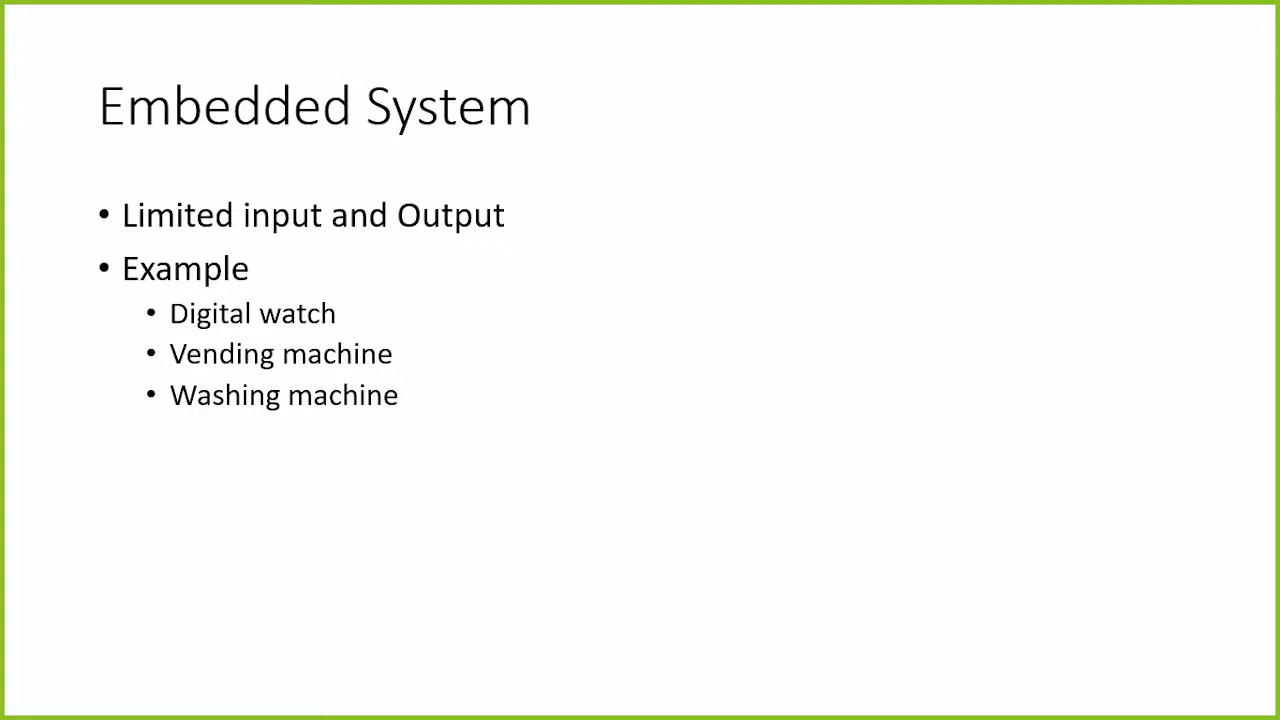 Embedded System
• Limited input and Output
• Example
• Digital watch
• Vending machine
• Washing machine